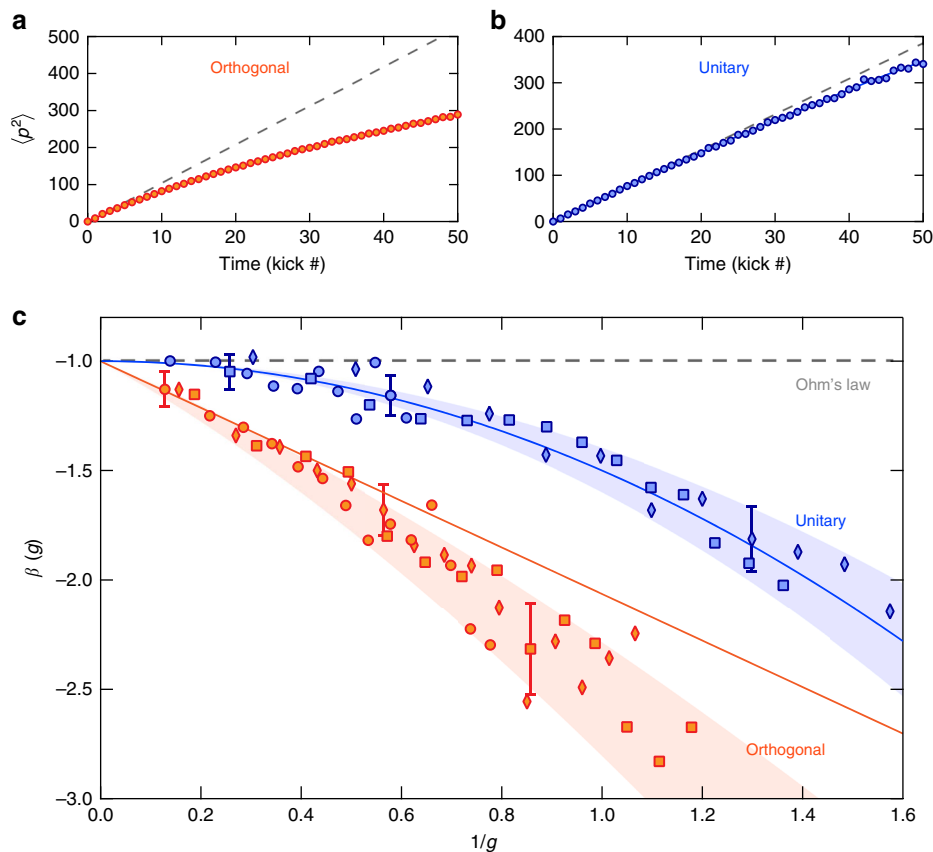 a
b
500
400
300
200
100
0
⟨p²⟩
Orthogonal
0
10
20
30
40
50
Time (kick #)
400
300
200
100
0
Unitary
0
10
20
30
40
50
Time (kick #)
c
−1.0
−1.5
−2.0
−2.5
−3.0
β (g)
Ohm's law
Unitary
Orthogonal
0.0
0.2
0.4
0.6
0.8
1.0
1.2
1.4
1.6
1/g